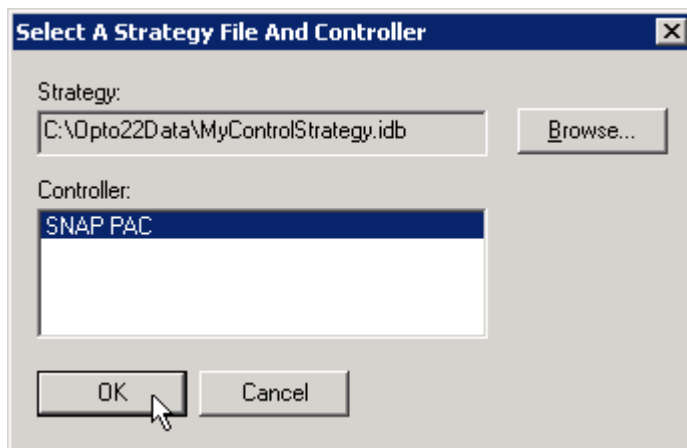 Select A Strategy File And Controller
Strategy:
C:\Opto22Data\MyControlStrategy.idb
Browse...
Controller:
SNAP PAC
OK
Cancel